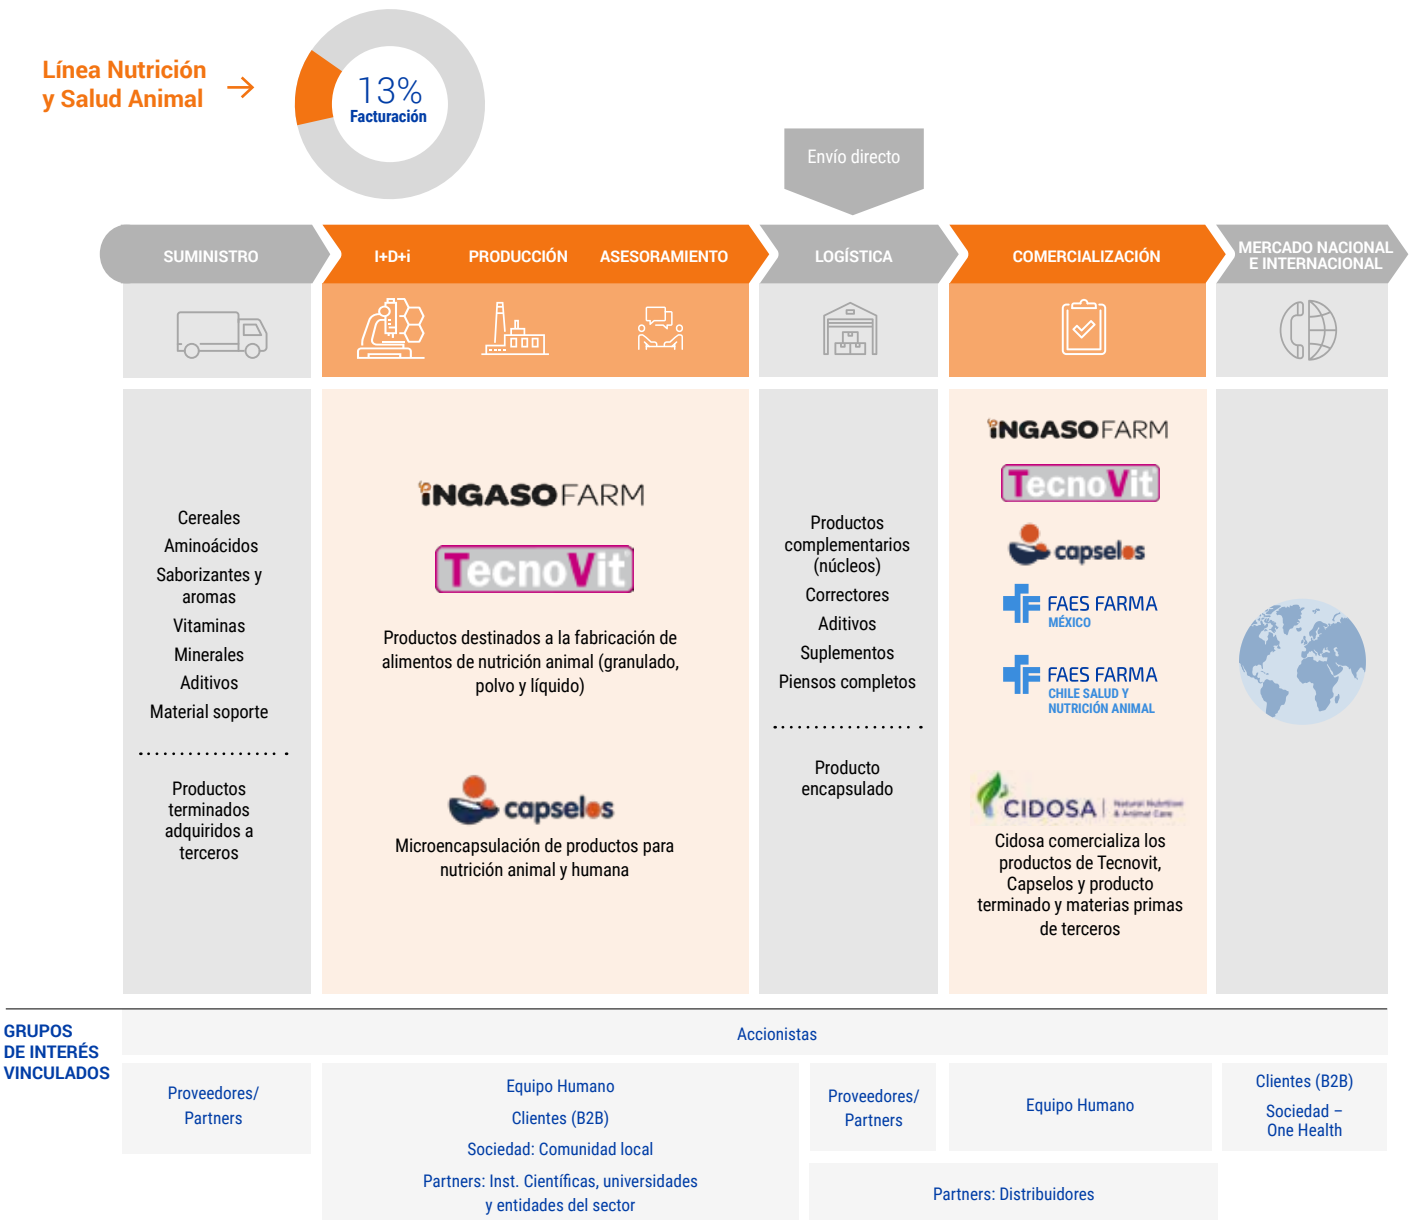 Línea Nutrición
y Salud Animal
13%
Facturación
Envío directo
SUMINISTRO
I+D+i
PRODUCCIÓN
ASESORAMIENTO
LOGÍSTICA
COMERCIALIZACIÓN
MERCADO NACIONAL
E INTERNACIONAL
Cereales
Aminoácidos
Saborizantes y
aromas
Vitaminas
Minerales
Aditivos
Material soporte
Productos
terminados
adquiridos a
terceros
iNGASOFARM
TecnoVit
Productos destinados a la fabricación de
alimentos de nutrición animal (granulado,
polvo y líquido)
capselos
Microencapsulación de productos para
nutrición animal y humana
Productos
complementarios
(núcleos)
Correctores
Aditivos
Suplementos
Piensos completos
Producto
encapsulado
iNGASOFARM
TecnoVit
capselos
FAES FARMA
MÉXICO
FAES FARMA
CHILE SALUD Y
NUTRICIÓN ANIMAL
CIDOSA
Natural Nutrition
& Animal Care
Cidosa comercializa los
productos de Tecnovit,
Capselos y producto
terminado y materias primas
de terceros
GRUPOS
DE INTERÉS
VINCULADOS
Accionistas
Proveedores/
Partners
Equipo Humano
Clientes (B2B)
Sociedad: Comunidad local
Partners: Inst. Científicas, universidades
y entidades del sector
Proveedores/
Partners
Equipo Humano
Partners: Distribuidores
Clientes (B2B)
Sociedad –
One Health